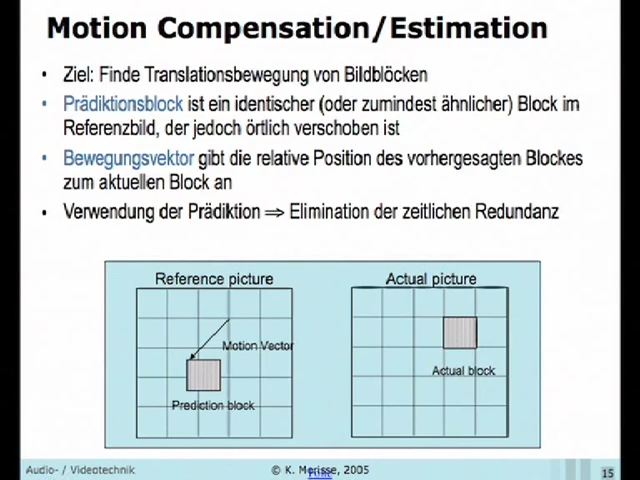 Motion Compensation/Estimation
• Ziel: Finde Translationsbewegung von Bildblöcken
• Prädiktionsblock ist ein identischer (oder zumindest ähnlicher) Block im
Referenzbild, der jedoch örtlich verschoben ist
• Bewegungsvektor gibt die relative Position des vorhergesagten Blockes
zum aktuellen Block an
• Verwendung der Prädiktion ⇒ Elimination der zeitlichen Redundanz
Reference picture
Motion Vector
Prediction block
Actual picture
Actual block
Audio- / Videotechnik
© K. Morisse, 2005
15